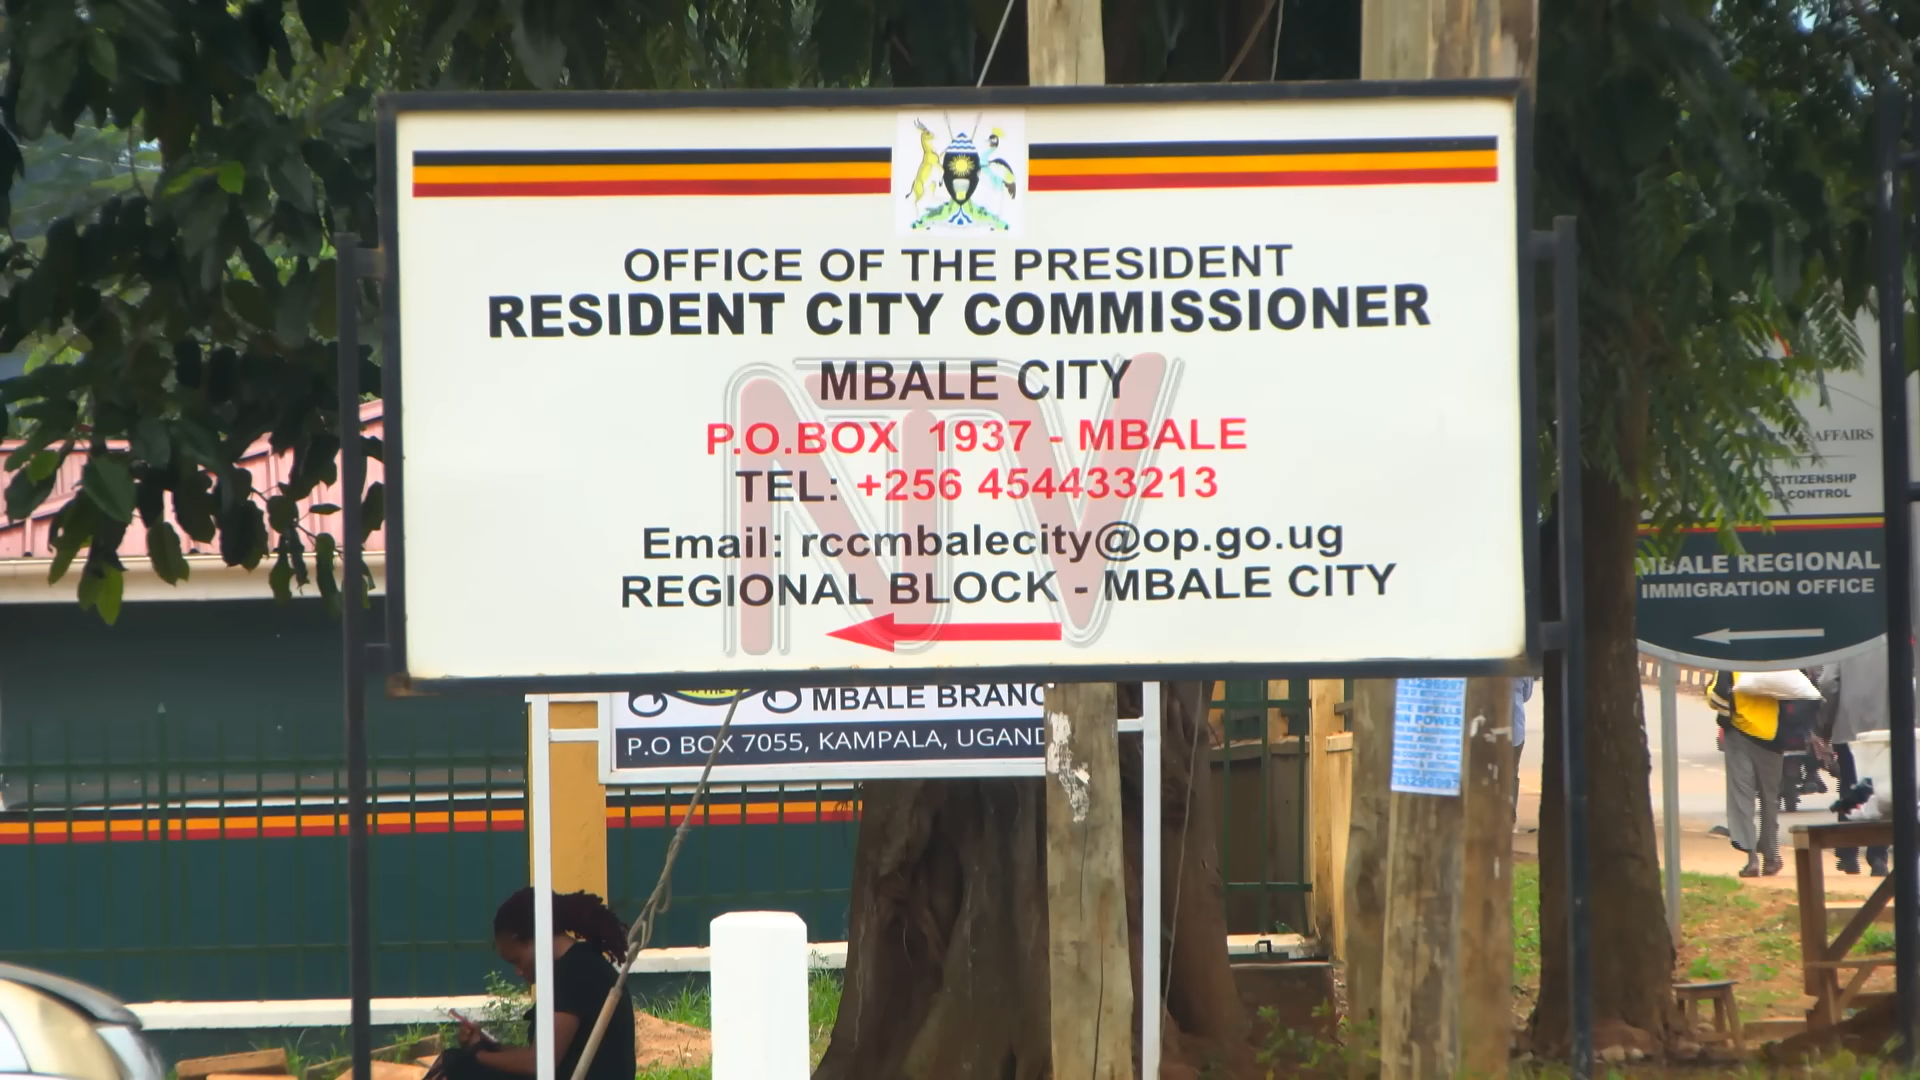 OFFICE OF THE PRESIDENT
RESIDENT CITY COMMISSIONER
MBALE CITY
P.O.BOX 1937 - MBALE
TEL: +256 454433213
Email: rccmbalecity@op.go.ug
REGIONAL BLOCK - MBALE CITY
NTV
MBALE BRANC
P.O BOX 7055, KAMPALA, UGAND
AFFAIRS
CITIZENSHIP
CONTROL
MBALE REGIONAL
IMMIGRATION OFFICE
SPELLS
POWER